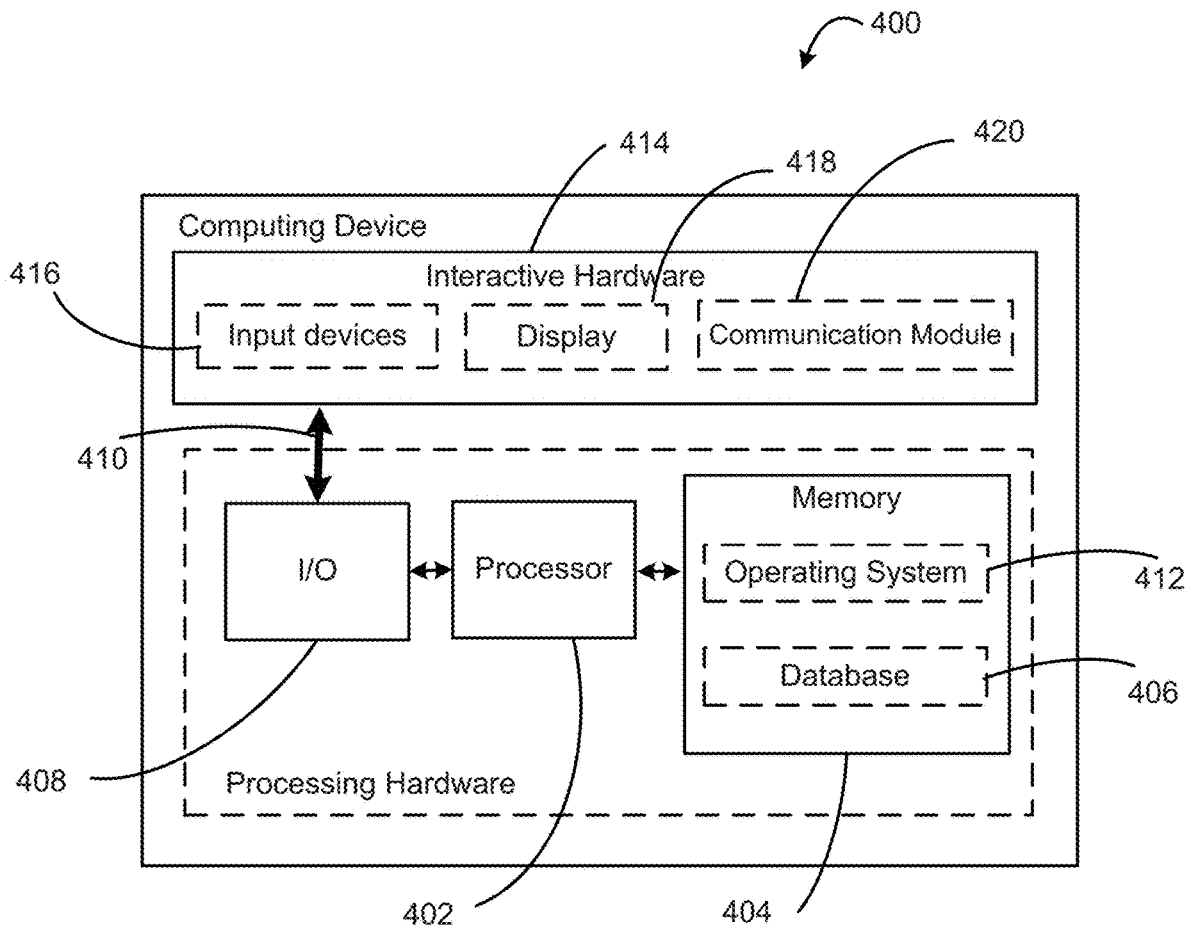 400
414
418
420
Computing Device
416
Interactive Hardware
Input devices
Display
Communication Module
410
Memory
I/O
Processor
Operating System
412
Database
406
408
Processing Hardware
402
404